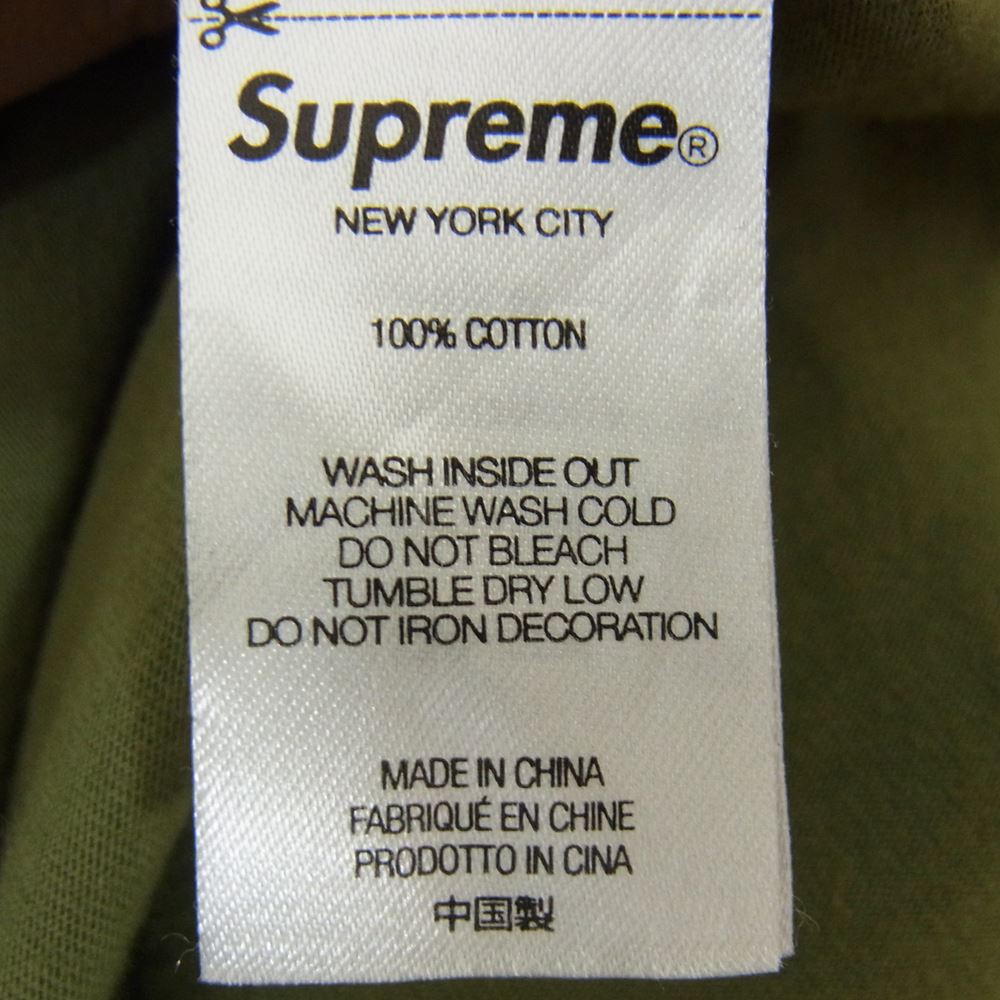 Supreme®
NEW YORK CITY
100% COTTON
WASH INSIDE OUT
MACHINE WASH COLD
DO NOT BLEACH
TUMBLE DRY LOW
DO NOT IRON DECORATION
MADE IN CHINA
FABRIQUÉ EN CHINE
PRODOTTO IN CINA
中国製